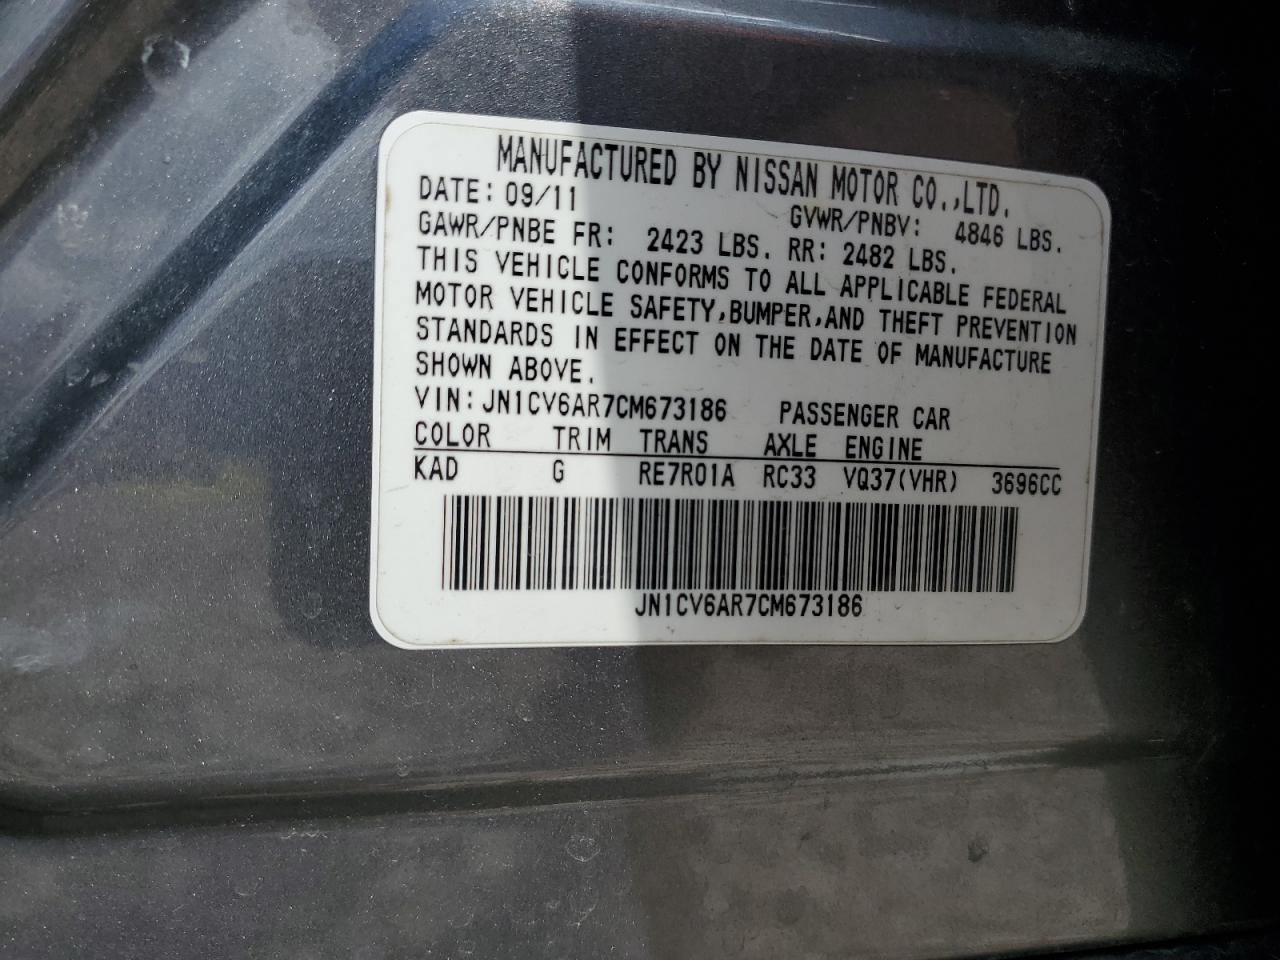 MANUFACTURED BY NISSAN MOTOR CO.,LTD.
DATE: 09/11 GVWR/PNBV: 4846 LBS.
GAWR/PNBE FR: 2423 LBS. RR: 2482 LBS.
THIS VEHICLE CONFORMS TO ALL APPLICABLE FEDERAL
MOTOR VEHICLE SAFETY,BUMPER,AND THEFT PREVENTION
STANDARDS IN EFFECT ON THE DATE OF MANUFACTURE
SHOWN ABOVE.
VIN: JN1CV6AR7CM673186 PASSENGER CAR
COLOR TRIM TRANS AXLE ENGINE
KAD G RE7R01A RC33 VQ37(VHR) 3696CC
JN1CV6AR7CM673186